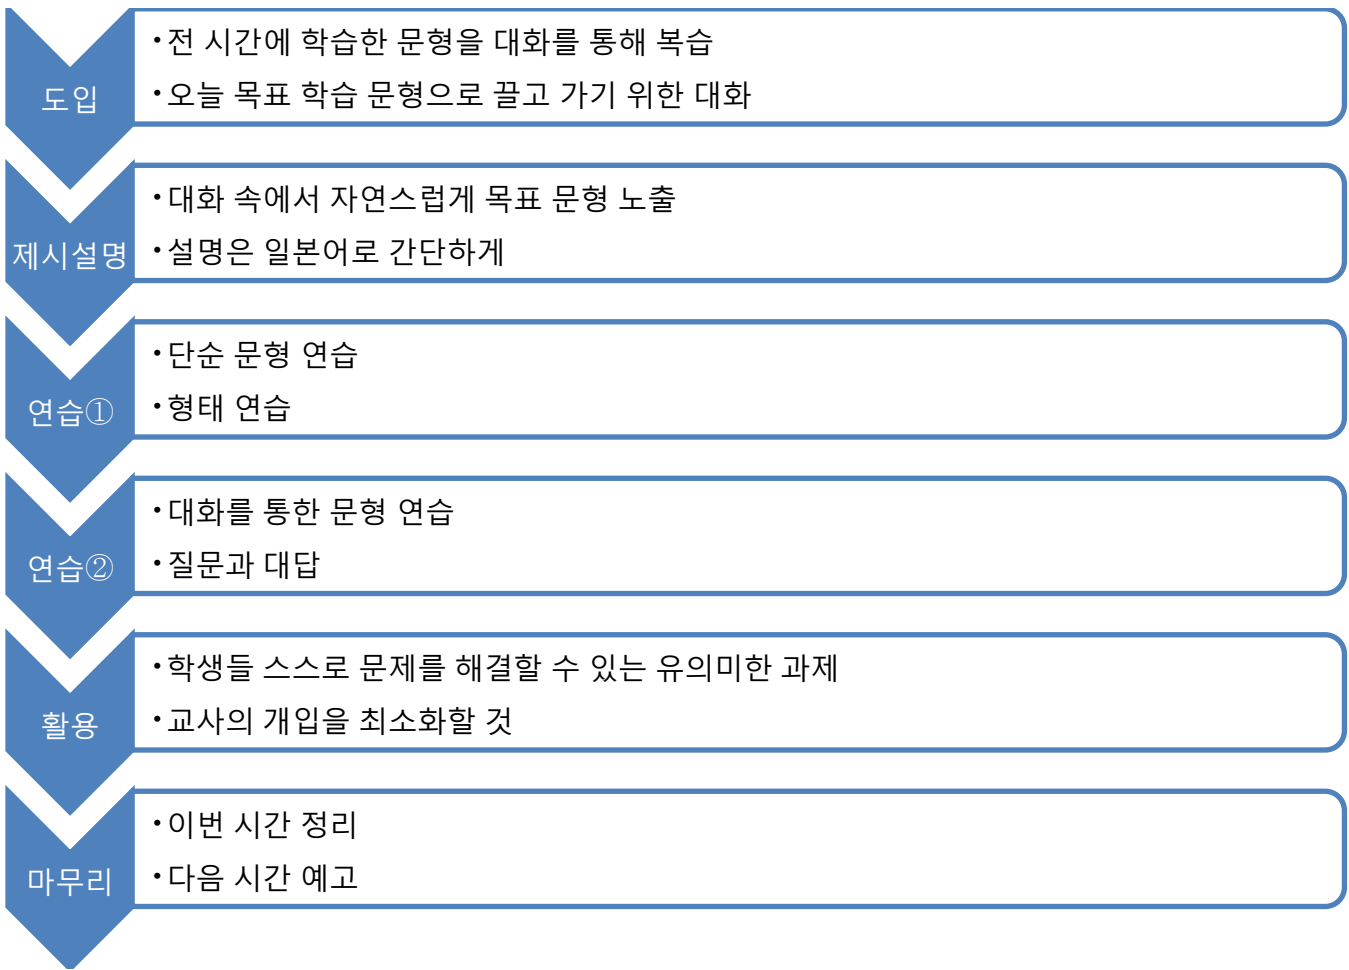 도입
・전 시간에 학습한 문형을 대화를 통해 복습
・오늘 목표 학습 문형으로 끌고 가기 위한 대화
제시설명
・대화 속에서 자연스럽게 목표 문형 노출
・설명은 일본어로 간단하게
연습①
・단순 문형 연습
・형태 연습
연습②
・대화를 통한 문형 연습
・질문과 대답
활용
・학생들 스스로 문제를 해결할 수 있는 유의미한 과제
・교사의 개입을 최소화할 것
마무리
・이번 시간 정리
・다음 시간 예고